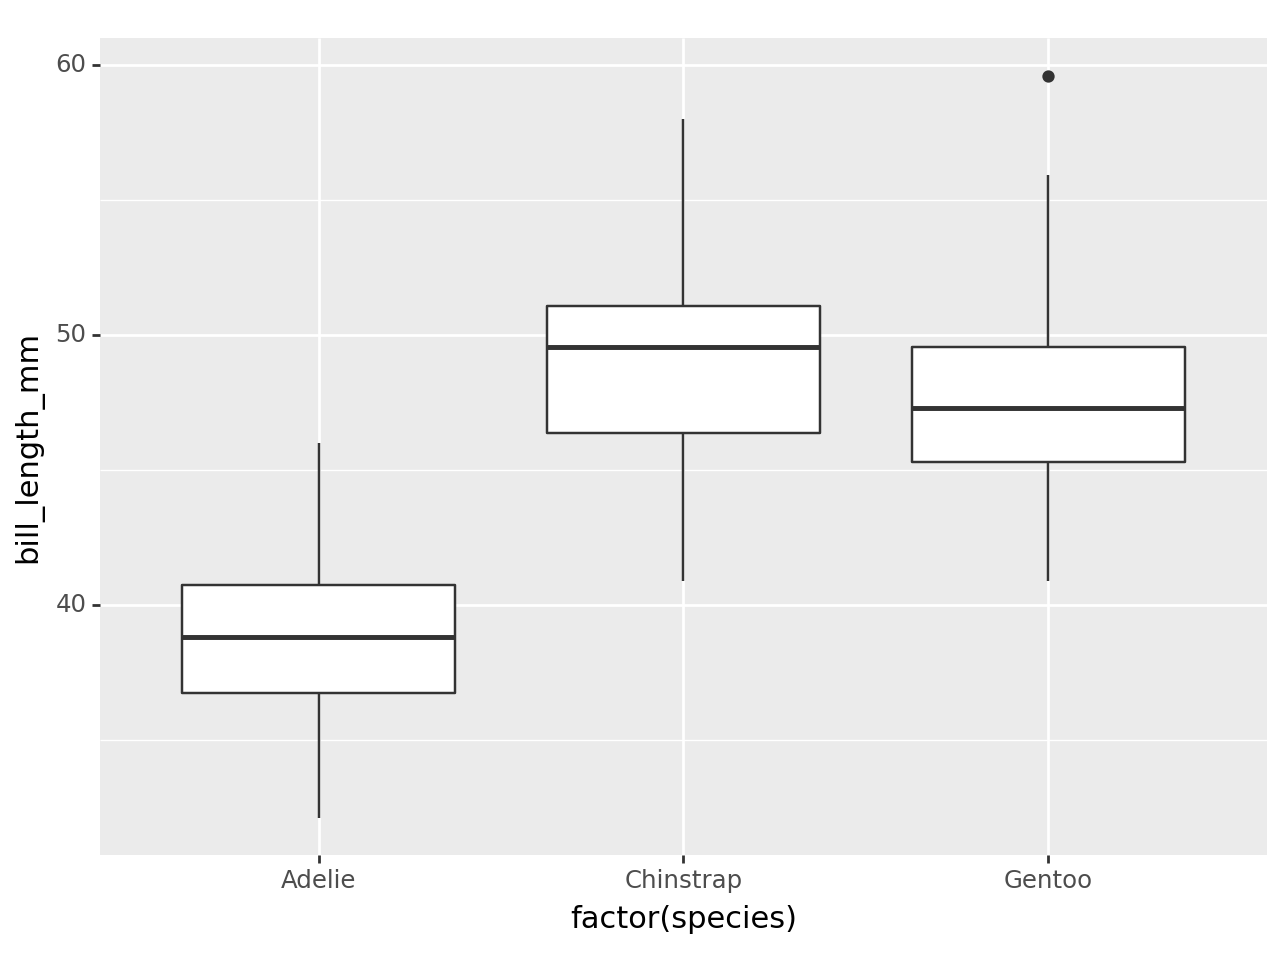 60
50
40
bill_length_mm
Adelie
Chinstrap
Gentoo
factor(species)